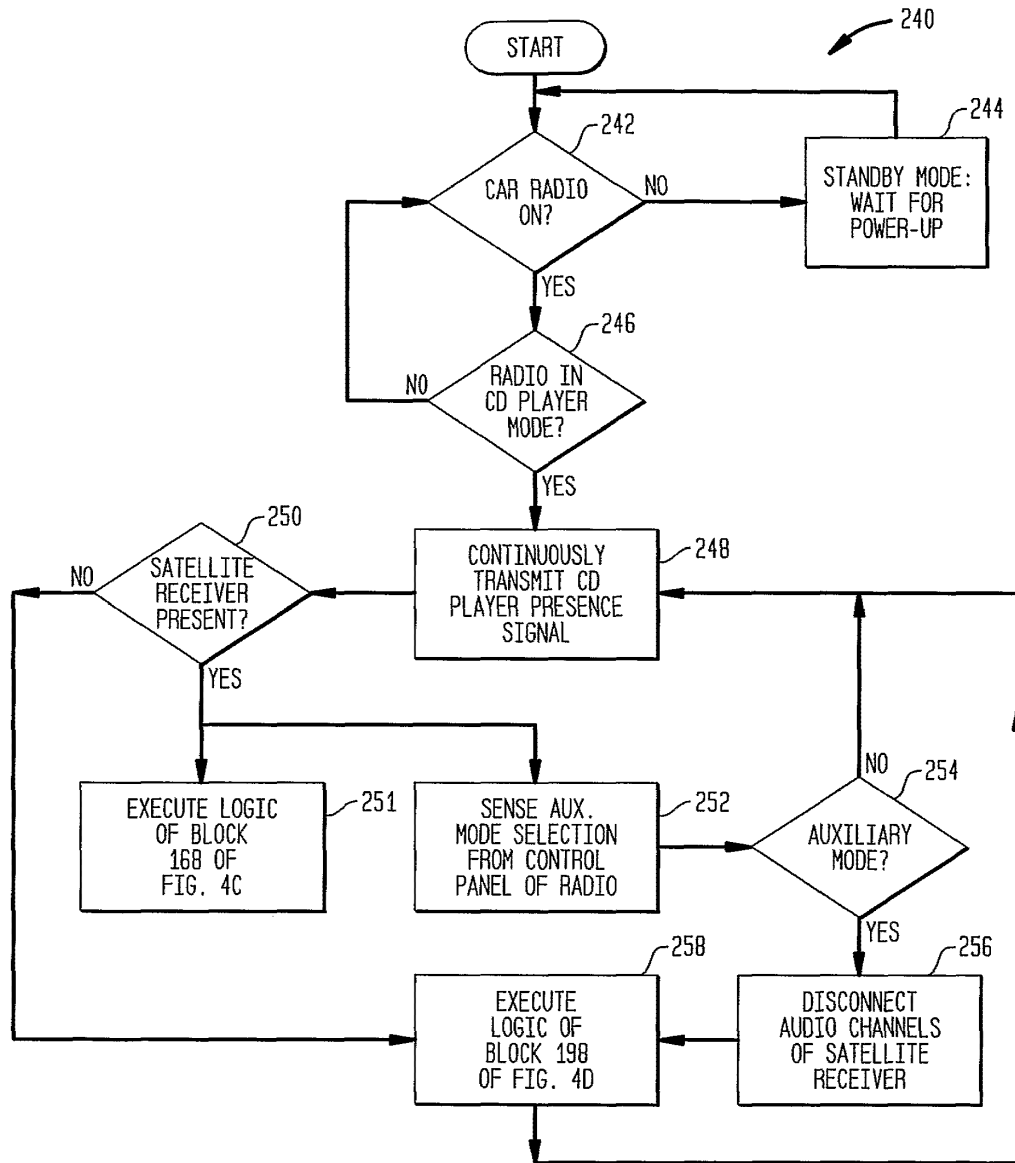 START
240
242
244
CAR RADIO
ON?
NO
STANDBY MODE:
WAIT FOR
POWER-UP
YES
246
NO
RADIO IN
CD PLAYER
MODE?
YES
250
248
NO
SATELLITE
RECEIVER
PRESENT?
CONTINUOUSLY
TRANSMIT CD
PLAYER PRESENCE
SIGNAL
YES
NO
254
251
252
EXECUTE LOGIC
OF BLOCK
168 OF
FIG. 4C
SENSE AUX.
MODE SELECTION
FROM CONTROL
PANEL OF RADIO
AUXILIARY
MODE?
YES
258
256
EXECUTE
LOGIC OF
BLOCK 198
OF FIG. 4D
DISCONNECT
AUDIO CHANNELS
OF SATELLITE
RECEIVER